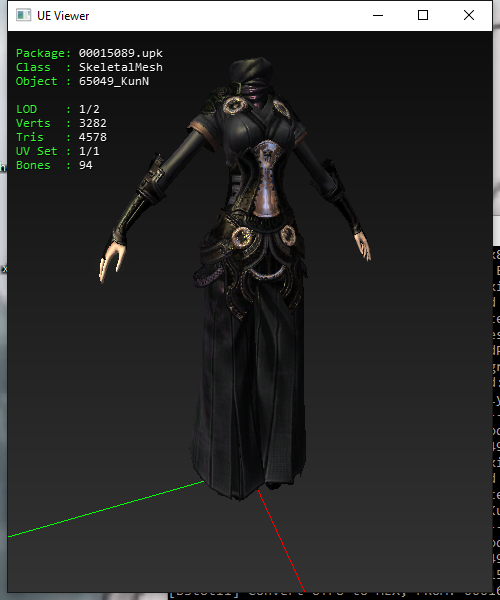 UE Viewer
Package: 00015089.upk
Class : SkeletalMesh
Object : 65049_KunN
LOD : 1/2
Verts : 3282
Tris : 4578
UV Set : 1/1
Bones : 94